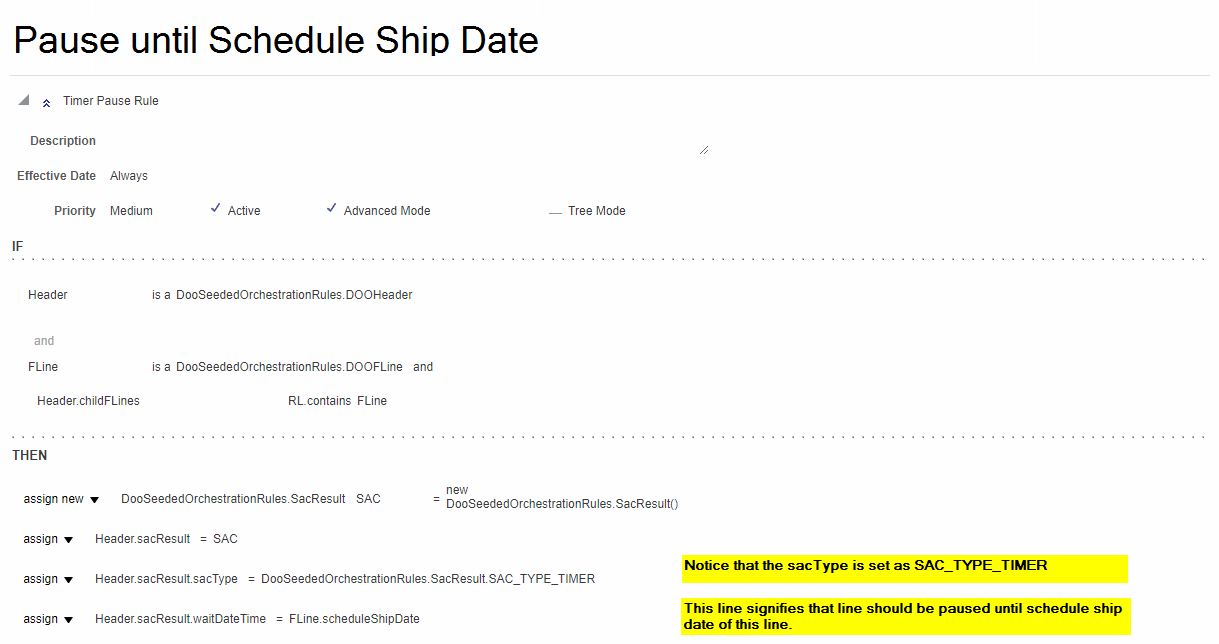 Pause until Schedule Ship Date
Timer Pause Rule
Description
Effective Date Always
Priority Medium Active Advanced Mode Tree Mode
IF
Header is a DooSeededOrchestrationRules.DOOHeader
and
FLine is a DooSeededOrchestrationRules.DOOFLine and
Header.childFLines RL.contains FLine
THEN
assign new DooSeededOrchestrationRules.SacResult SAC = new
DooSeededOrchestrationRules.SacResult()
assign Header.sacResult = SAC
assign Header.sacResult.sacType = DooSeededOrchestrationRules.SacResult.SAC_TYPE_TIMER
Notice that the sacType is set as SAC_TYPE_TIMER
assign Header.sacResult.waitDateTime = FLine.scheduleShipDate
This line signifies that line should be paused until schedule ship
date of this line.